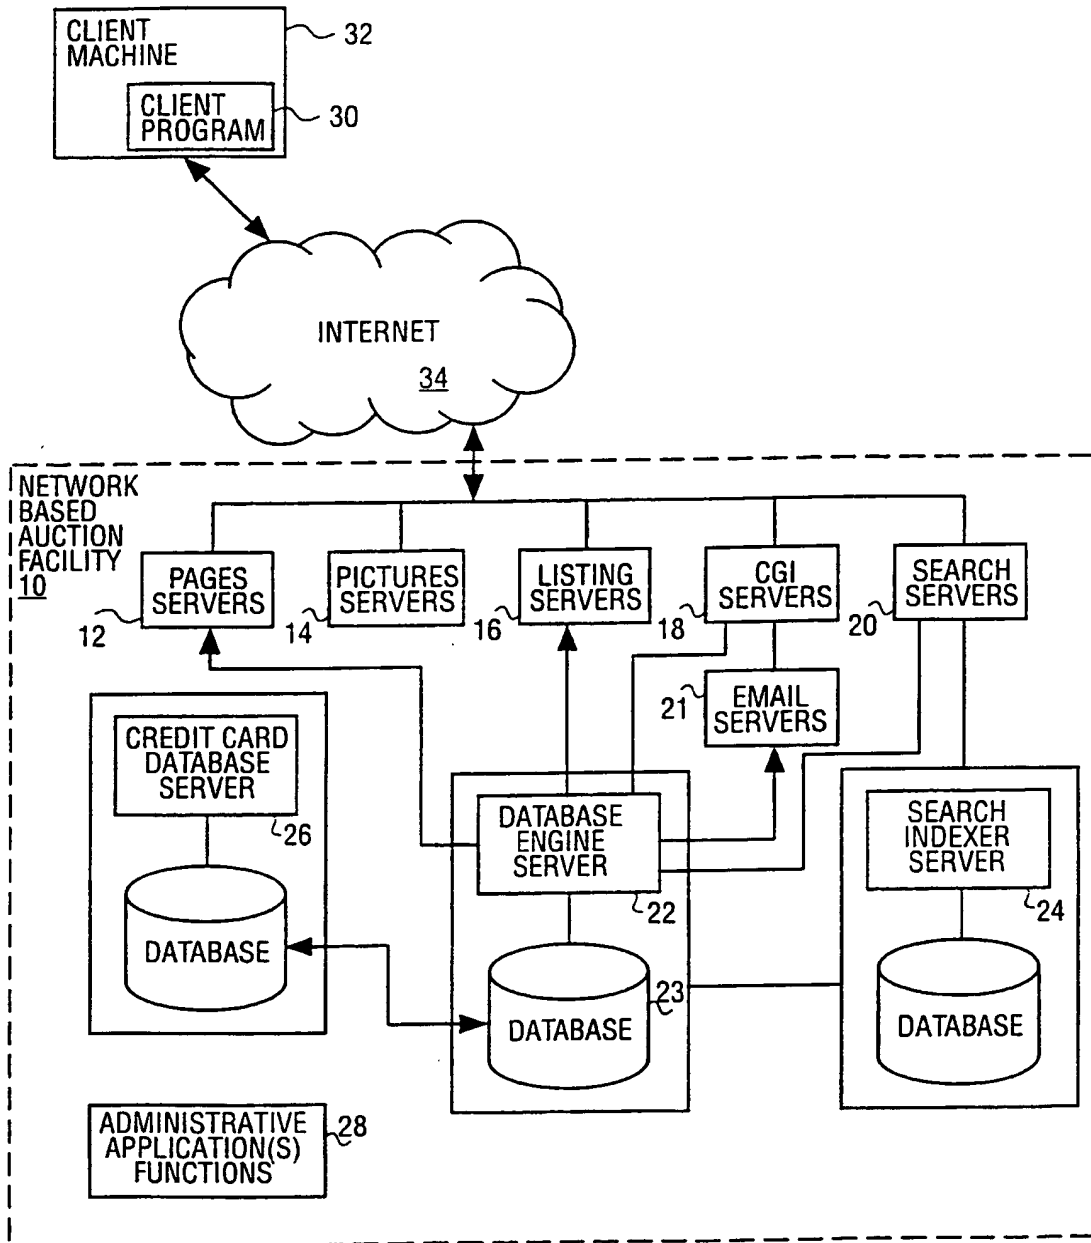 CLIENT
MACHINE
32
CLIENT
PROGRAM
30
INTERNET
34
NETWORK
BASED
AUCTION
FACILITY
10
PAGES
SERVERS
12
PICTURES
SERVERS
14
LISTING
SERVERS
16
CGI
SERVERS
18
SEARCH
SERVERS
20
EMAIL
SERVERS
21
CREDIT CARD
DATABASE
SERVER
26
DATABASE
DATABASE
ENGINE
SERVER
22
DATABASE
23
SEARCH
INDEXER
SERVER
24
DATABASE
ADMINISTRATIVE
APPLICATION(S)
FUNCTIONS
28